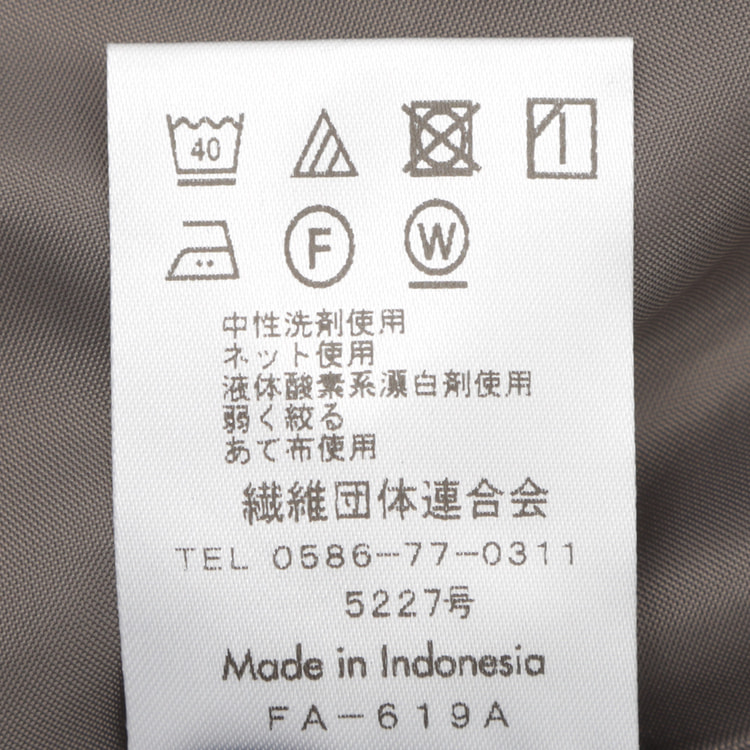 40
F W
中性洗剤使用
ネット使用
液体酸素系漂白剤使用
弱く絞る
あて布使用
繊維団体連合会
TEL 0586-77-0311
5227号
Made in Indonesia
FA-619A